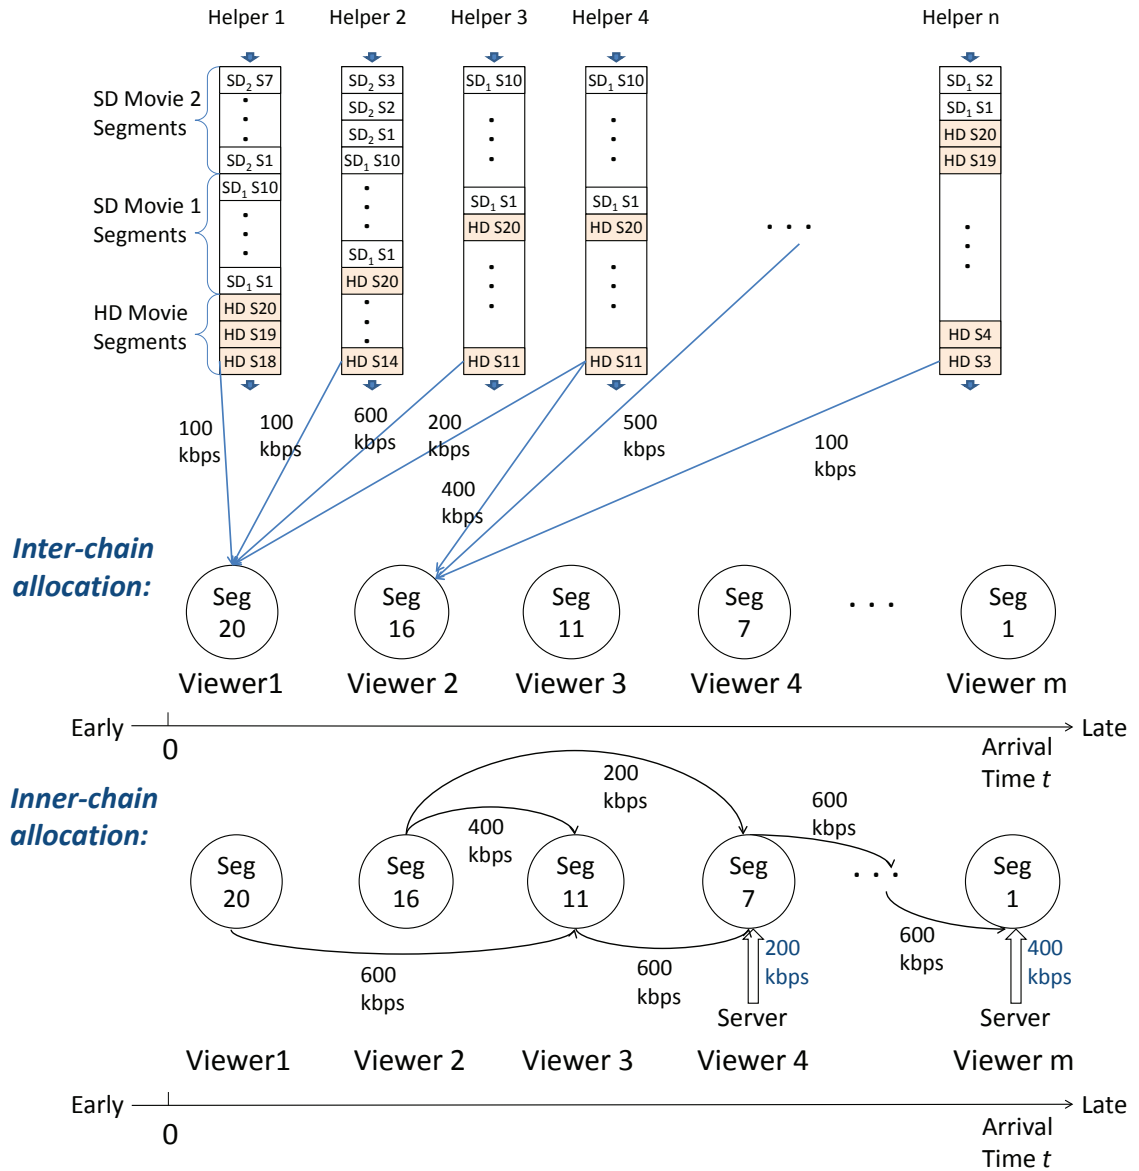 Helper 1 Helper 2 Helper 3 Helper 4 Helper n
SD2 S7 SD2 S3 SD1 S10 SD1 S10 SD1 S2
SD Movie 2
Segments
SD2 S2 SD1 S1
SD2 S1 HD S20
SD2 S1 SD1 S10 HD S19
SD1 S10
SD Movie 1
Segments
SD1 S1 SD1 S1
HD S20 HD S20
SD1 S1
SD1 S1 HD S20
HD Movie
Segments
HD S20
HD S19 HD S4
HD S18 HD S14 HD S11 HD S11 HD S3
100
kbps
100
kbps
600
kbps
200
kbps
500
kbps
100
kbps
400
kbps
Inter-chain
allocation:
Seg
20
Seg
16
Seg
11
Seg
7
. . .
Seg
1
Viewer1 Viewer 2 Viewer 3 Viewer 4 Viewer m
Early 0 Late
Arrival
Time t
Inner-chain
allocation:
200
kbps
600
kbps
400
kbps
Seg
20
Seg
16
Seg
11
Seg
7
. . .
Seg
1
600
kbps
600
kbps
200
kbps
600
kbps
400
kbps
Server Server
Viewer1 Viewer 2 Viewer 3 Viewer 4 Viewer m
Early 0 Late
Arrival
Time t